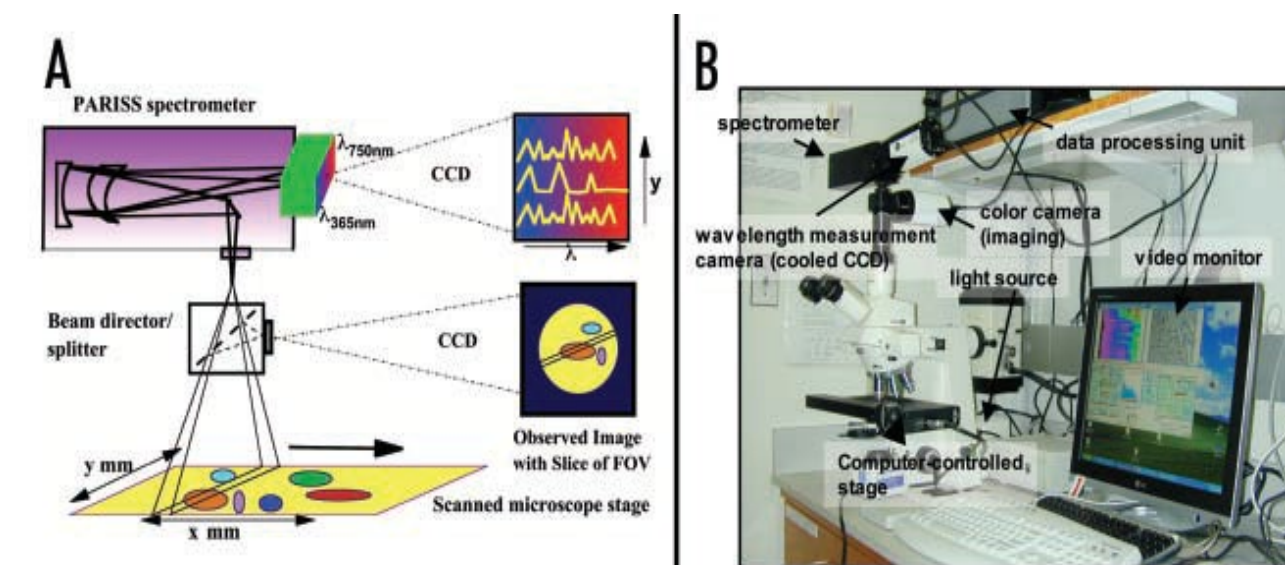 A
PARISS spectrometer
λ750nm
λ365nm
CCD
y
λ
Beam director/
splitter
CCD
Observed Image
with Slice of FOV
y mm
Scanned microscope stage
x mm
B
spectrometer
data processing unit
color camera
(imaging)
wavelength measurement
camera (cooled CCD)
video monitor
light source
Computer-controlled
stage